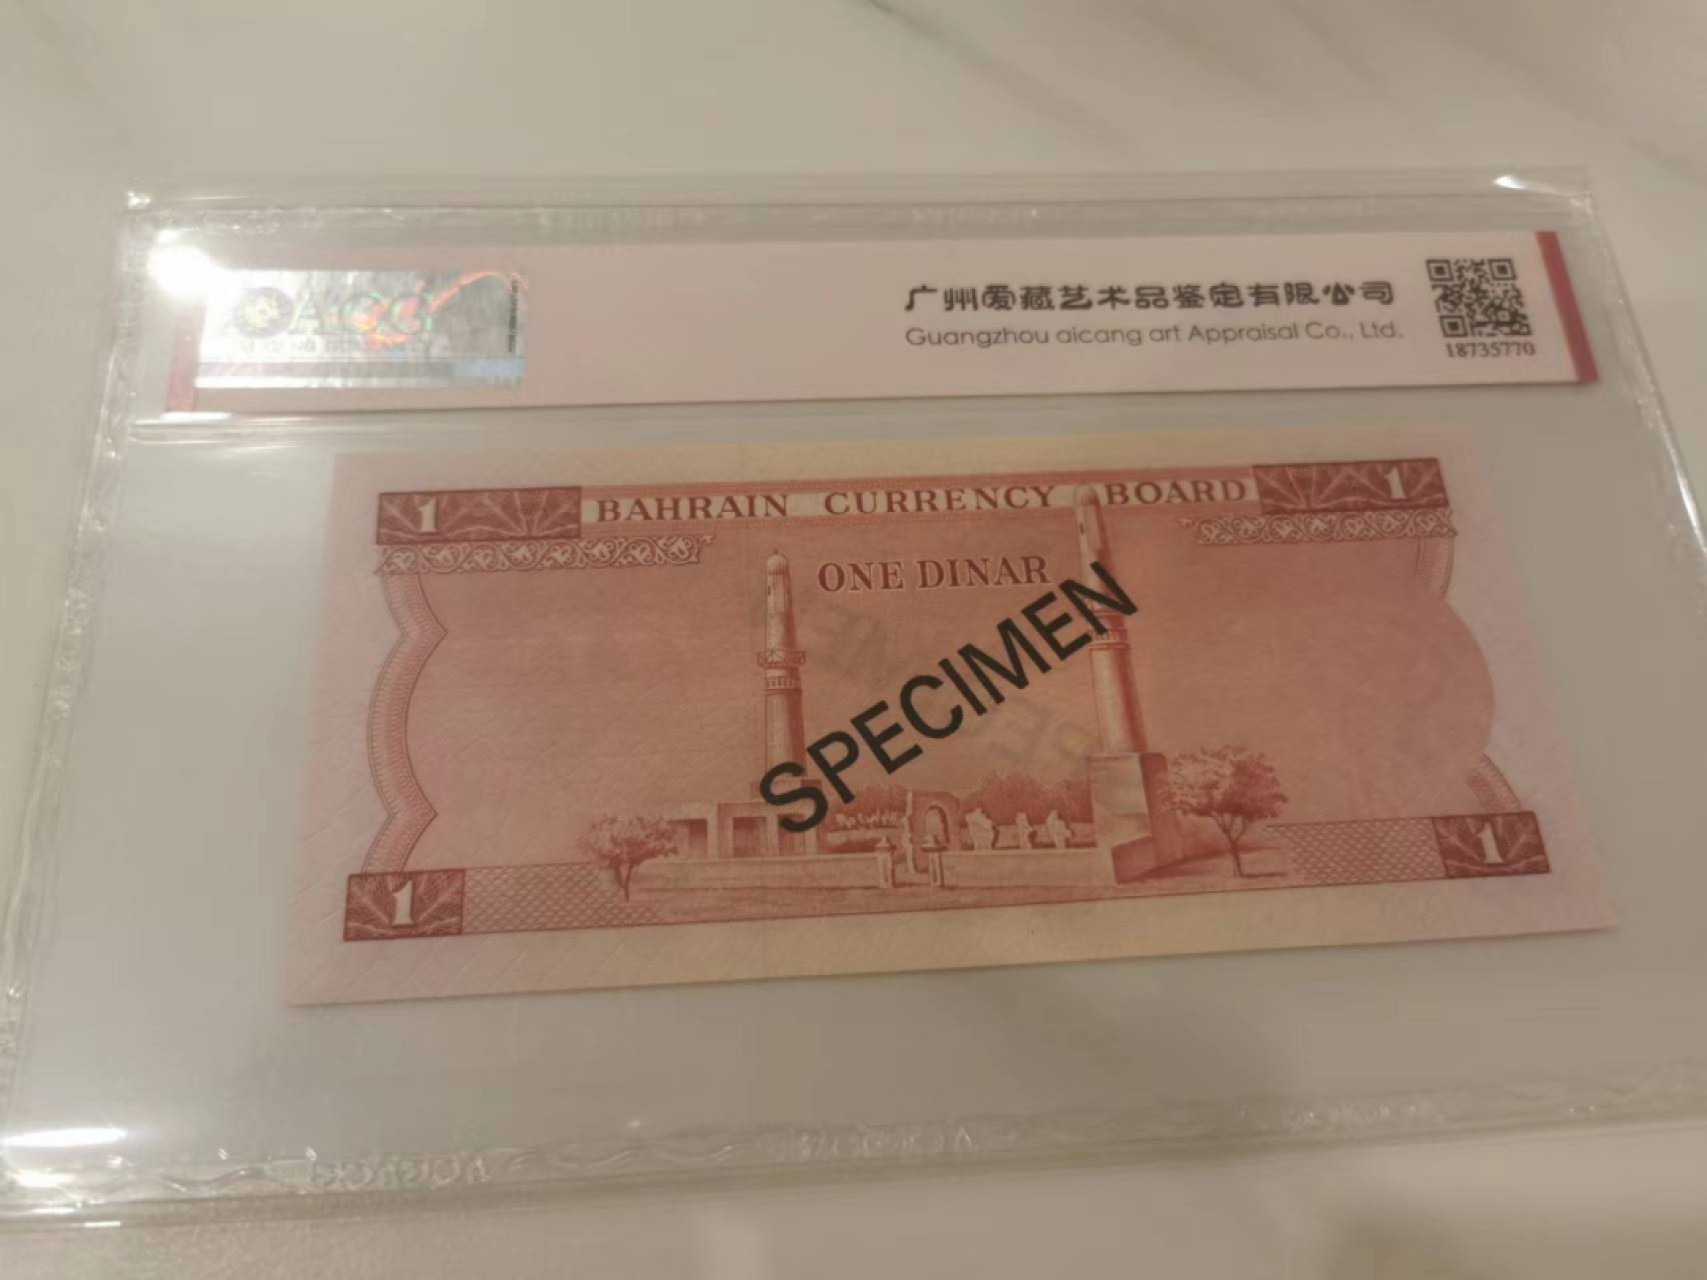 ACG
广州爱藏艺术品鉴定有限公司
Guangzhou aicang art Appraisal Co., Ltd.
18735770
1 BAHRAIN CURRENCY BOARD 1
ONE DINAR
SPECIMEN
1 1